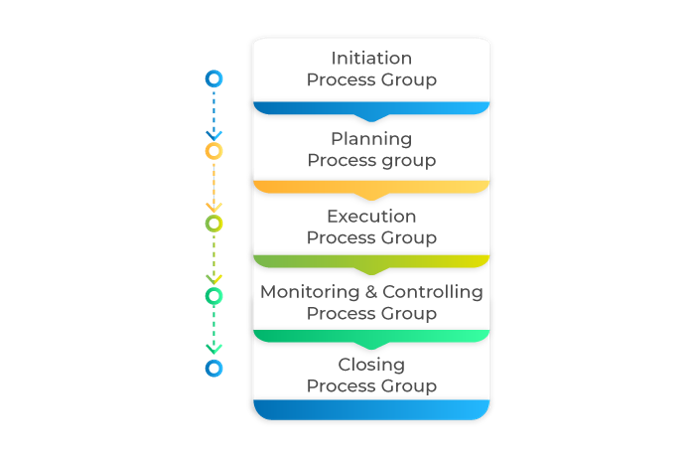 Initiation
Process Group
Planning
Process group
Execution
Process Group
Monitoring & Controlling
Process Group
Closing
Process Group